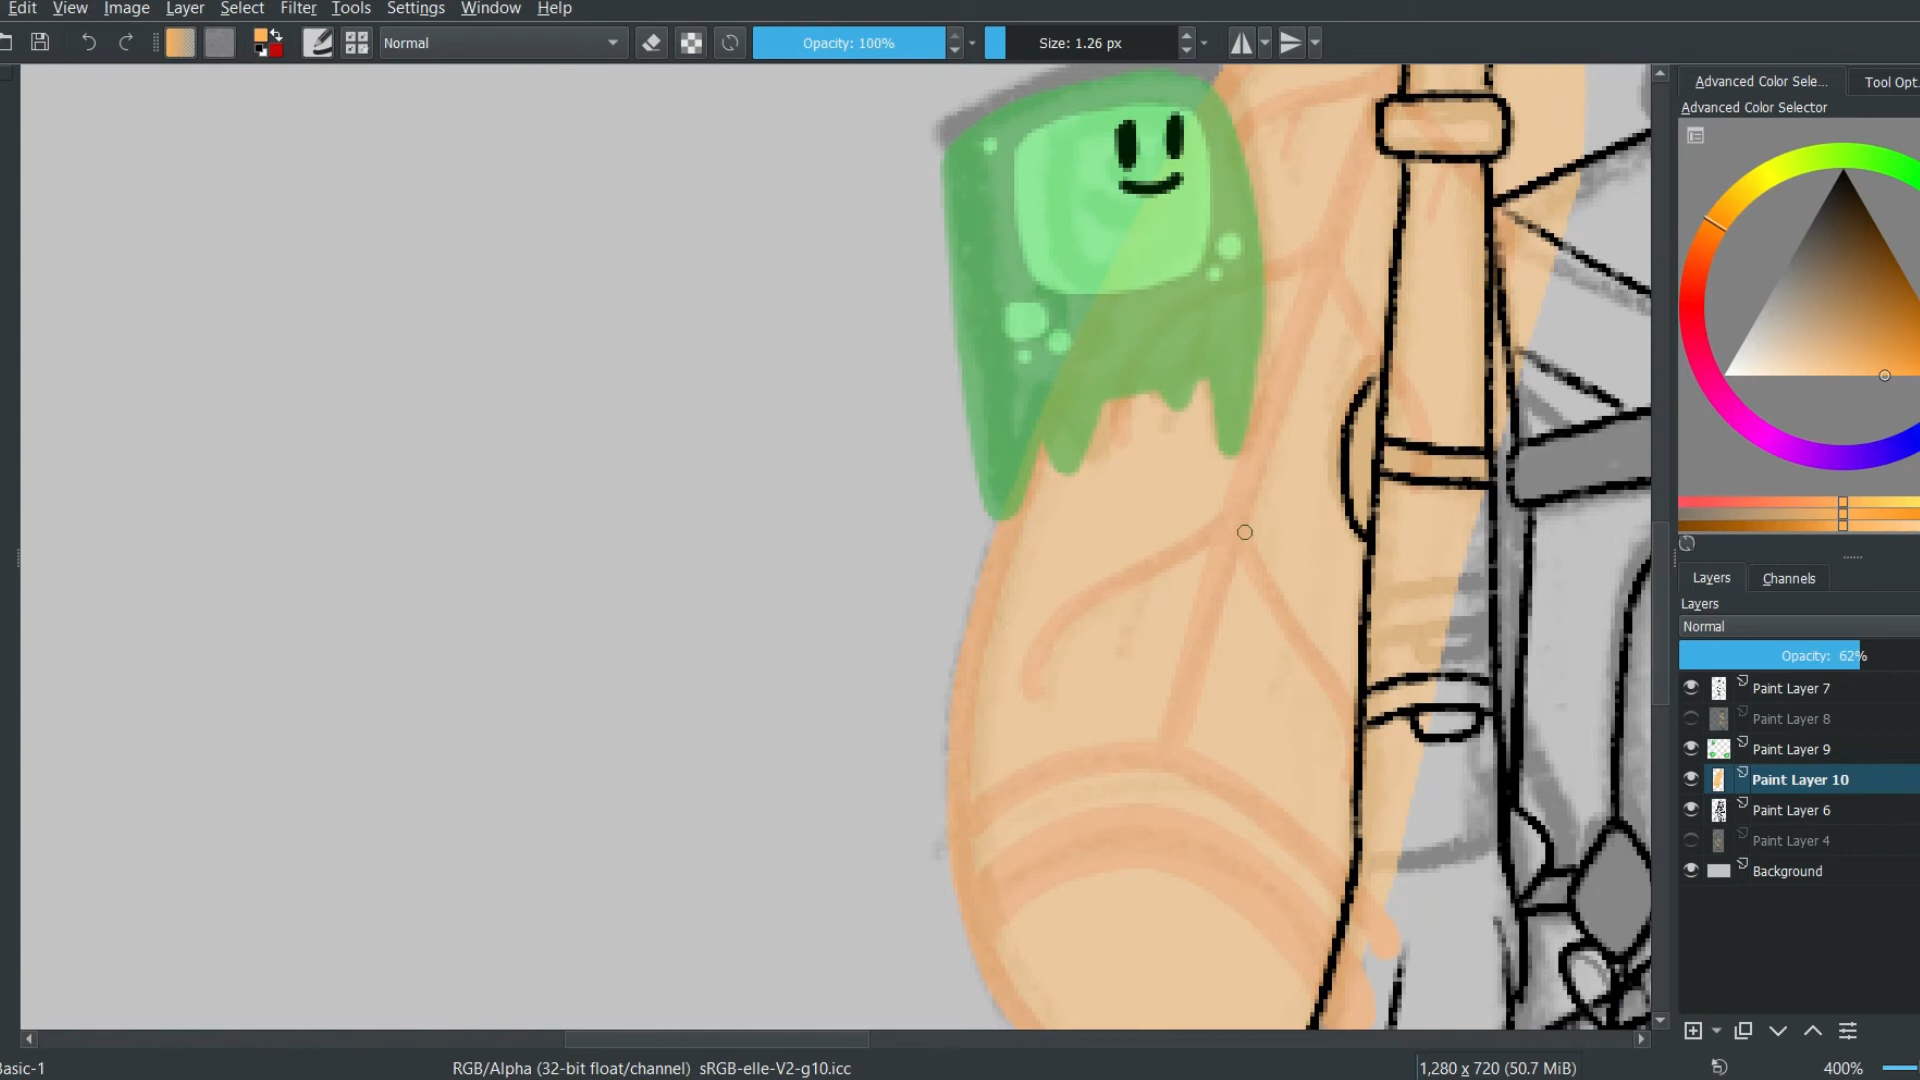 Edit View Image Layer Select Filter Tools Settings Window Help
Normal
Opacity: 100%
Size: 1.26 px
Advanced Color Sele... Tool Opt
Advanced Color Selector
Layers Channels
Layers
Normal
Opacity: 62%
Paint Layer 7
Paint Layer 8
Paint Layer 9
Paint Layer 10
Paint Layer 6
Paint Layer 4
Background
Basic-1 RGB/Alpha (32-bit float/channel) sRGB-elle-V2-g10.icc 1,280 x 720 (50.7 MiB) 400%